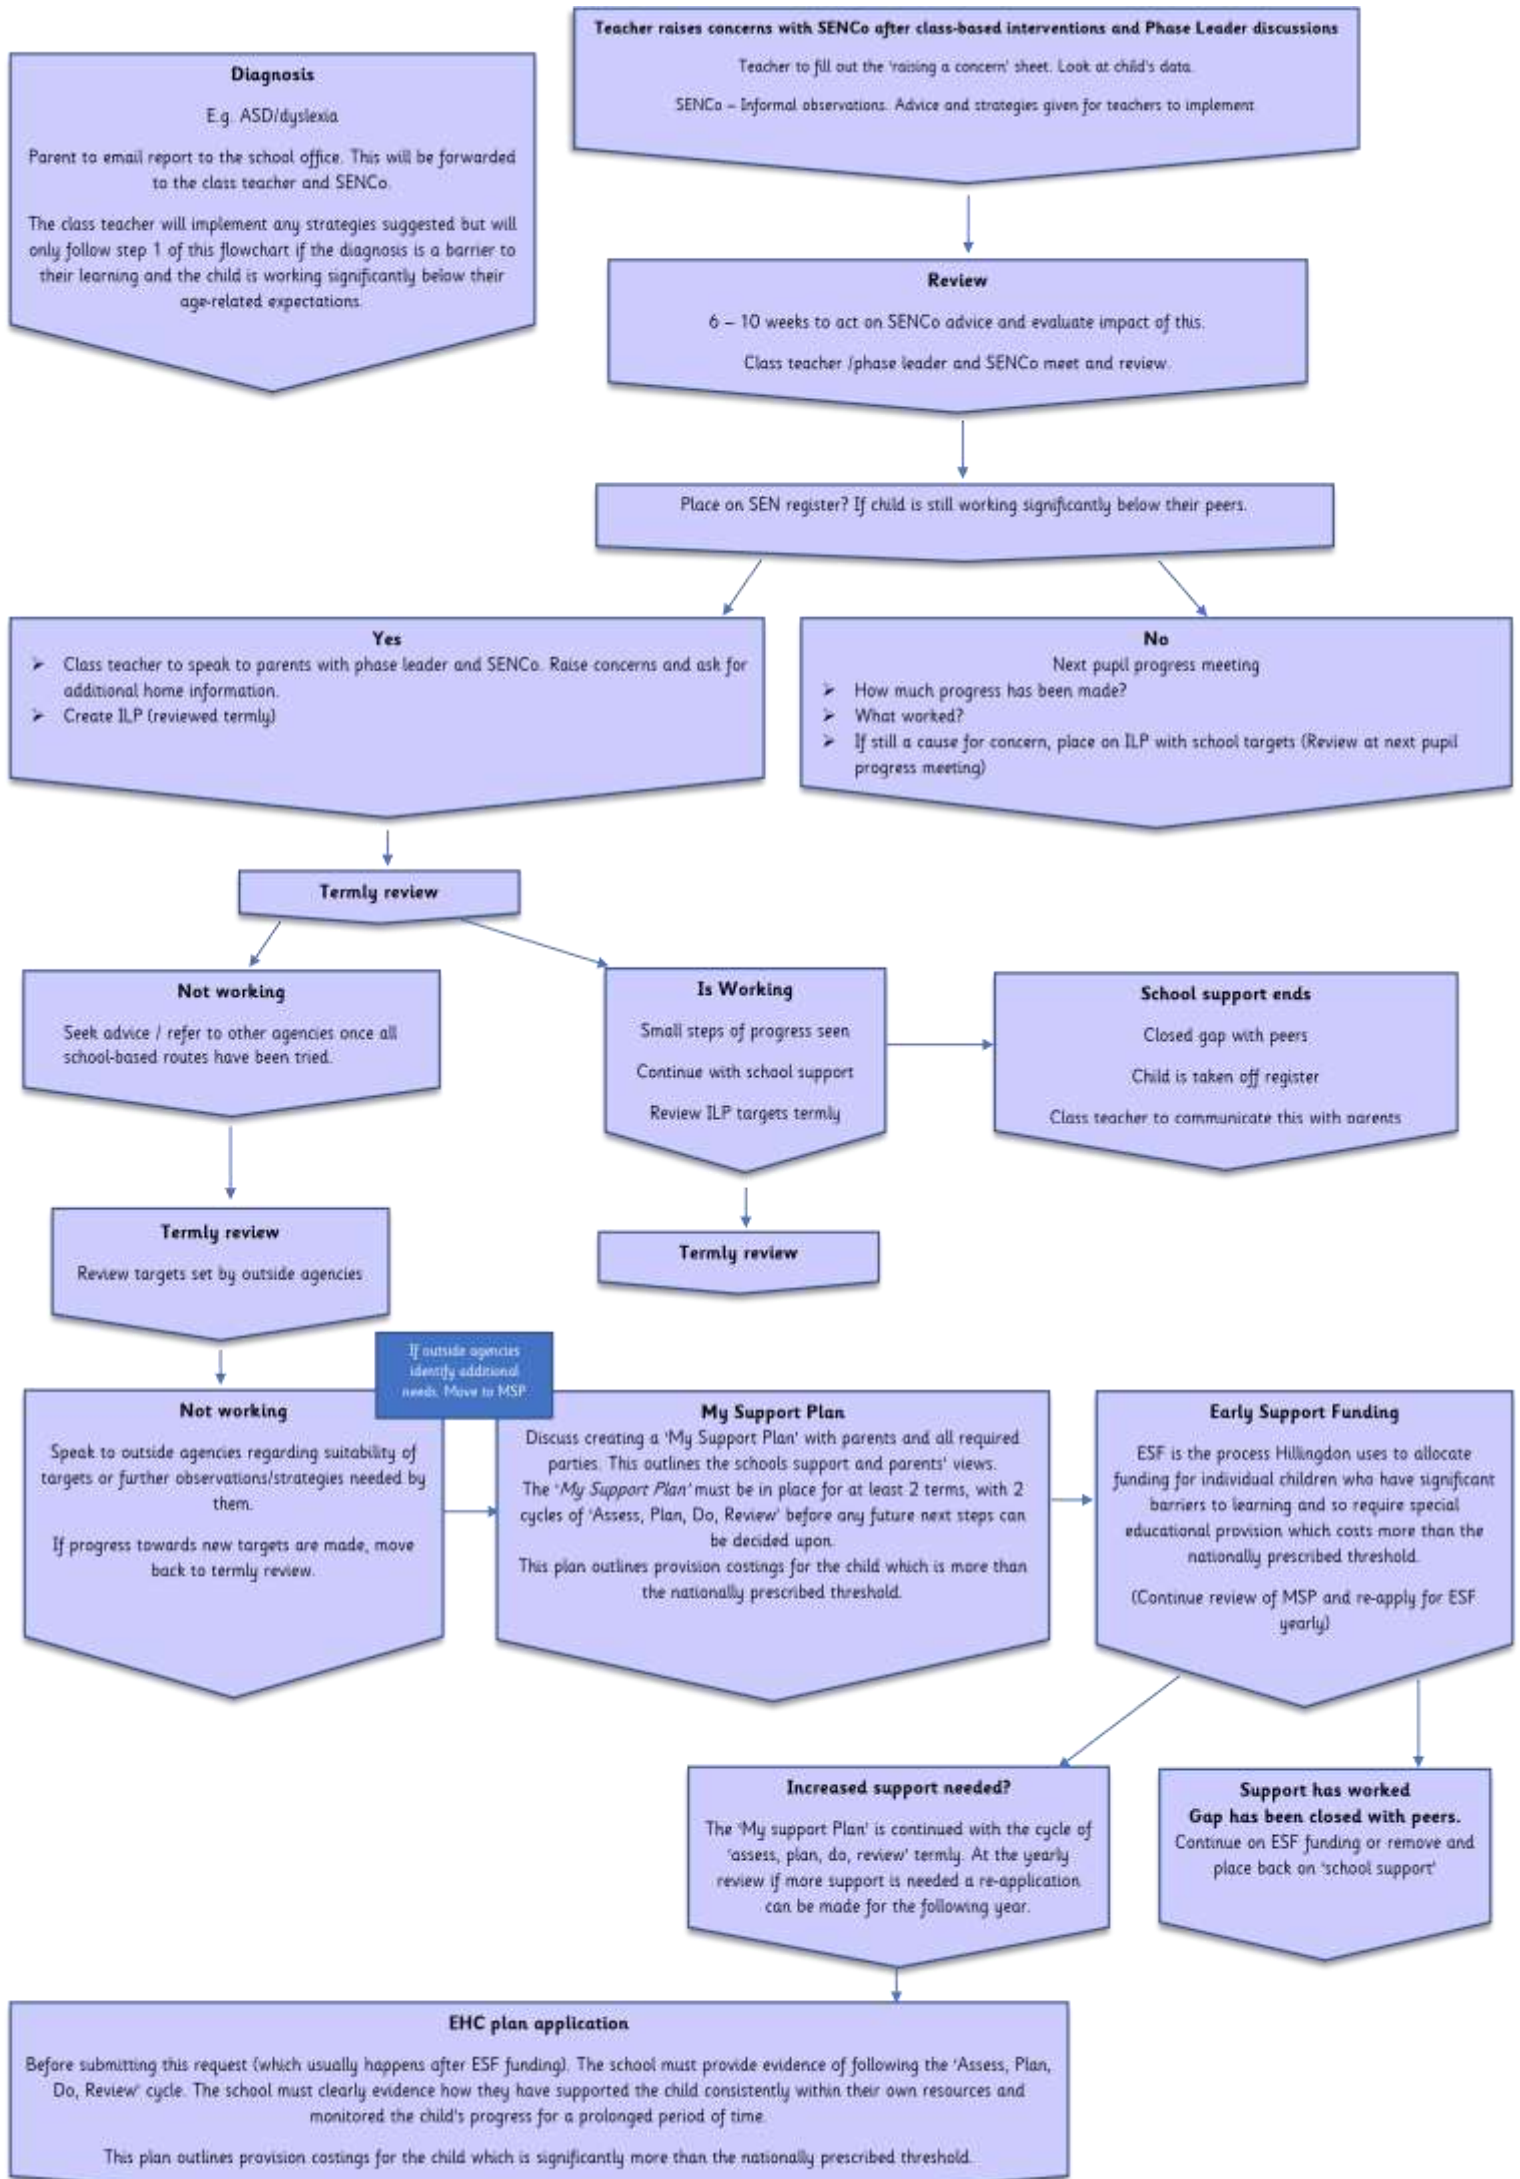 Teacher raises concerns with SENCo after class-based interventions and Phase Leader discussions
Teacher to fill out the 'raising a concern' sheet. Look at child's data.
SENCo – Informal observations. Advice and strategies given for teachers to implement
Diagnosis
E.g. ASD/dyslexia
Parent to email report to the school office. This will be forwarded
to the class teacher and SENCo.
The class teacher will implement any strategies suggested but will
only follow step 1 of this flowchart if the diagnosis is a barrier to
their learning and the child is working significantly below their
age-related expectations.
Review
6 – 10 weeks to act on SENCo advice and evaluate impact of this.
Class teacher /phase leader and SENCo meet and review.
Place on SEN register? If child is still working significantly below their peers.
Yes
➢ Class teacher to speak to parents with phase leader and SENCo. Raise concerns and ask for
additional home information.
➢ Create ILP (reviewed termly)
No
Next pupil progress meeting
➢ How much progress has been made?
➢ What worked?
➢ If still a cause for concern, place on ILP with school targets (Review at next pupil
progress meeting)
Termly review
Not working
Seek advice / refer to other agencies once all
school-based routes have been tried.
Is Working
Small steps of progress seen
Continue with school support
Review ILP targets termly
School support ends
Closed gap with peers
Child is taken off register
Class teacher to communicate this with parents
Termly review
Review targets set by outside agencies
Termly review
If outside agencies
identify additional
needs. Move to MSP
Not working
Speak to outside agencies regarding suitability of
targets or further observations/strategies needed by
them.
If progress towards new targets are made, move
back to termly review.
My Support Plan
Discuss creating a 'My Support Plan' with parents and all required
parties. This outlines the schools support and parents' views.
The 'My Support Plan' must be in place for at least 2 terms, with 2
cycles of 'Assess, Plan, Do, Review' before any future next steps can
be decided upon.
This plan outlines provision costings for the child which is more than
the nationally prescribed threshold.
Early Support Funding
ESF is the process Hillingdon uses to allocate
funding for individual children who have significant
barriers to learning and so require special
educational provision which costs more than the
nationally prescribed threshold.
(Continue review of MSP and re-apply for ESF
yearly)
Increased support needed?
The 'My support Plan' is continued with the cycle of
'assess, plan, do, review' termly. At the yearly
review if more support is needed a re-application
can be made for the following year.
Support has worked
Gap has been closed with peers.
Continue on ESF funding or remove and
place back on 'school support'
EHC plan application
Before submitting this request (which usually happens after ESF funding). The school must provide evidence of following the 'Assess, Plan,
Do, Review' cycle. The school must clearly evidence how they have supported the child consistently within their own resources and
monitored the child's progress for a prolonged period of time.
This plan outlines provision costings for the child which is significantly more than the nationally prescribed threshold.